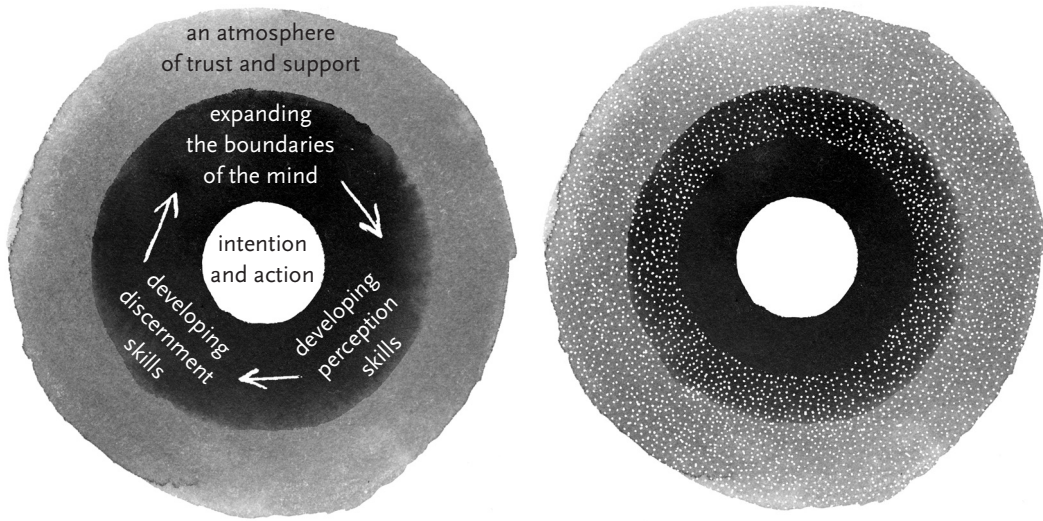 an atmosphere
of trust and support
expanding
the boundaries
of the mind
intention
and action
developing
perception
skills
developing
discernment
skills